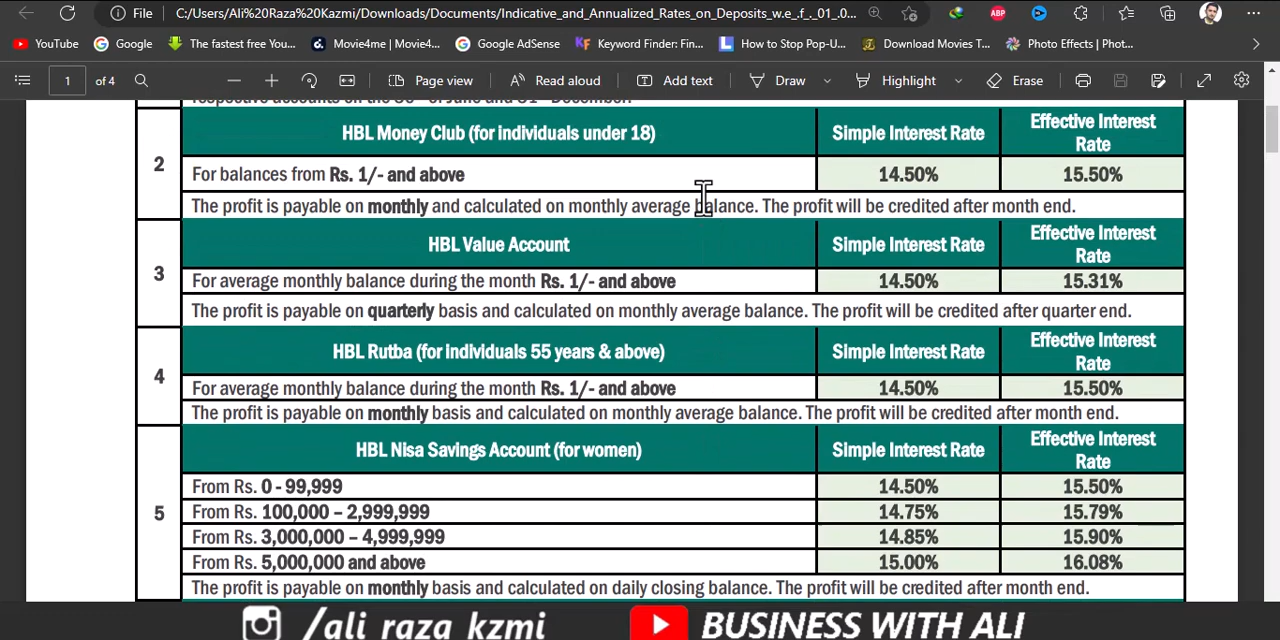 File
C:/Users/Ali%20Raza%20Kazmi/Downloads/Documents/Indicative_and_Annualized_Rates_on_Deposits_w.e_f_._01_0...
ABP
YouTube
Google
The fastest free You...
Movie4me | Movie4...
Google AdSense
Keyword Finder: Fin...
How to Stop Pop-U...
Download Movies T...
Photo Effects | Phot...
1 of 4
Page view
Read aloud
Add text
Draw
Highlight
Erase
2
HBL Money Club (for individuals under 18) Simple Interest Rate Effective Interest
Rate
For balances from Rs. 1/- and above 14.50% 15.50%
The profit is payable on monthly and calculated on monthly average balance. The profit will be credited after month end.
3
HBL Value Account Simple Interest Rate Effective Interest
Rate
For average monthly balance during the month Rs. 1/- and above 14.50% 15.31%
The profit is payable on quarterly basis and calculated on monthly average balance. The profit will be credited after quarter end.
4
HBL Rutba (for individuals 55 years & above) Simple Interest Rate Effective Interest
Rate
For average monthly balance during the month Rs. 1/- and above 14.50% 15.50%
The profit is payable on monthly basis and calculated on monthly average balance. The profit will be credited after month end.
5
HBL Nisa Savings Account (for women) Simple Interest Rate Effective Interest
Rate
From Rs. 0 - 99,999 14.50% 15.50%
From Rs. 100,000 – 2,999,999 14.75% 15.79%
From Rs. 3,000,000 – 4,999,999 14.85% 15.90%
From Rs. 5,000,000 and above 15.00% 16.08%
The profit is payable on monthly basis and calculated on daily closing balance. The profit will be credited after month end.
/ali raza kzmi
BUSINESS WITH ALI